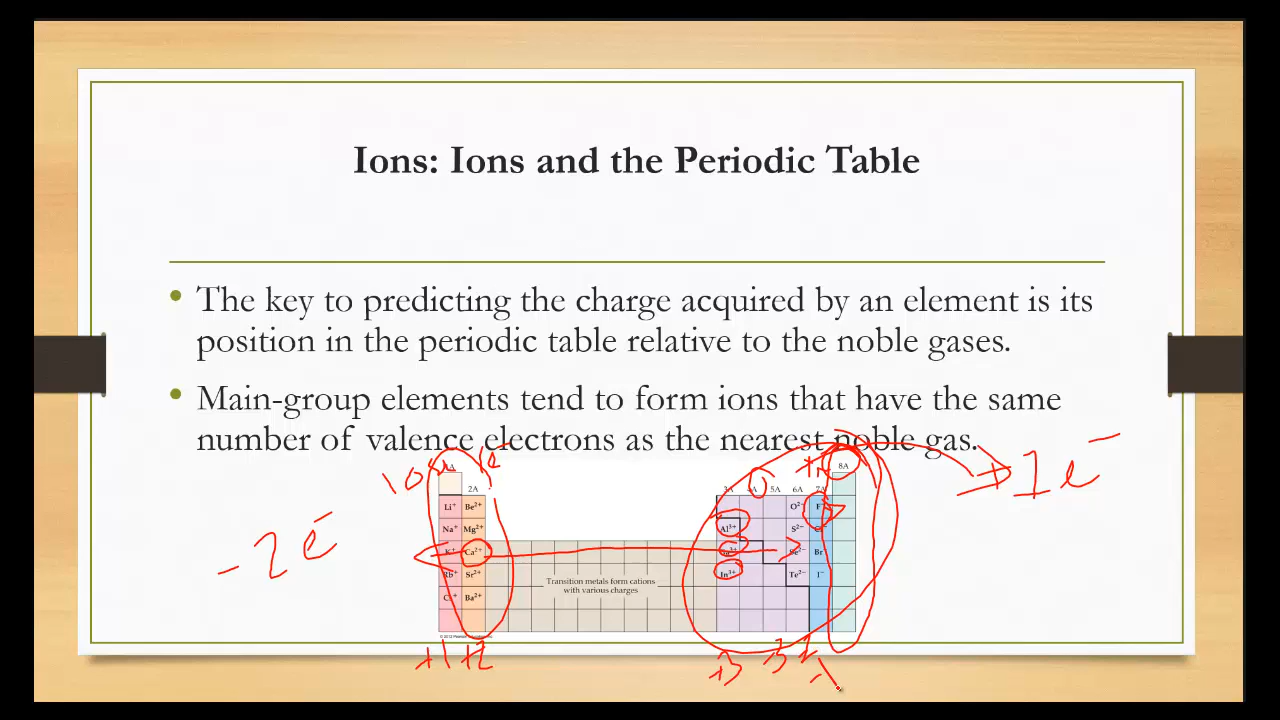 Ions: Ions and the Periodic Table
• The key to predicting the charge acquired by an element is its
position in the periodic table relative to the noble gases.
• Main-group elements tend to form ions that have the same
number of valence electrons as the nearest noble gas.
8A
2A 3A 5A 6A 7A
Li⁺ Be²⁺ O²⁻ F⁻
Na⁺ Mg²⁺ Al³⁺ S²⁻
K⁺ Ca²⁺ Br
Rb⁺ Sr²⁺ In³⁺ Te²⁻ I⁻
Ba²⁺
Transition metals form cations
with various charges
1e⁻
1e⁻
-2e⁻
+1 +2 +3 -3 -2
-1